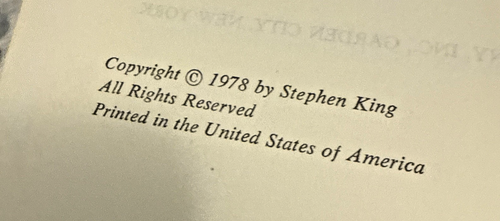 Copyright © 1978 by Stephen King
All Rights Reserved
Printed in the United States of America